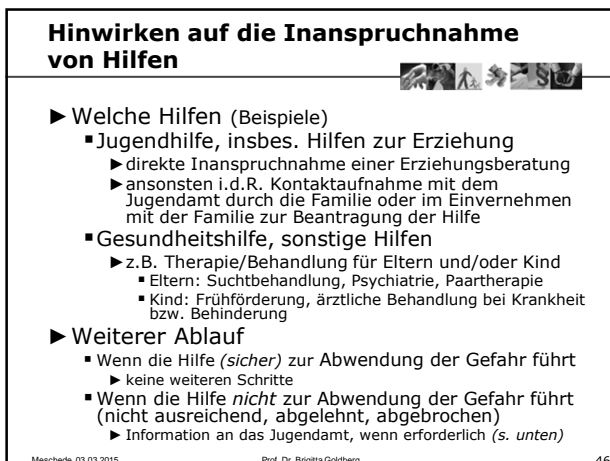 Hinwirken auf die Inanspruchnahme
von Hilfen
§
► Welche Hilfen (Beispiele)
▪ Jugendhilfe, insbes. Hilfen zur Erziehung
► direkte Inanspruchnahme einer Erziehungsberatung
► ansonsten i.d.R. Kontaktaufnahme mit dem
Jugendamt durch die Familie oder im Einvernehmen
mit der Familie zur Beantragung der Hilfe
▪ Gesundheitshilfe, sonstige Hilfen
► z.B. Therapie/Behandlung für Eltern und/oder Kind
▪ Eltern: Suchtbehandlung, Psychiatrie, Paartherapie
▪ Kind: Frühförderung, ärztliche Behandlung bei Krankheit
bzw. Behinderung
► Weiterer Ablauf
▪ Wenn die Hilfe (sicher) zur Abwendung der Gefahr führt
► keine weiteren Schritte
▪ Wenn die Hilfe nicht zur Abwendung der Gefahr führt
(nicht ausreichend, abgelehnt, abgebrochen)
► Information an das Jugendamt, wenn erforderlich (s. unten)
Meschede, 03.03.2015 Prof. Dr. Brigitta Goldberg 46